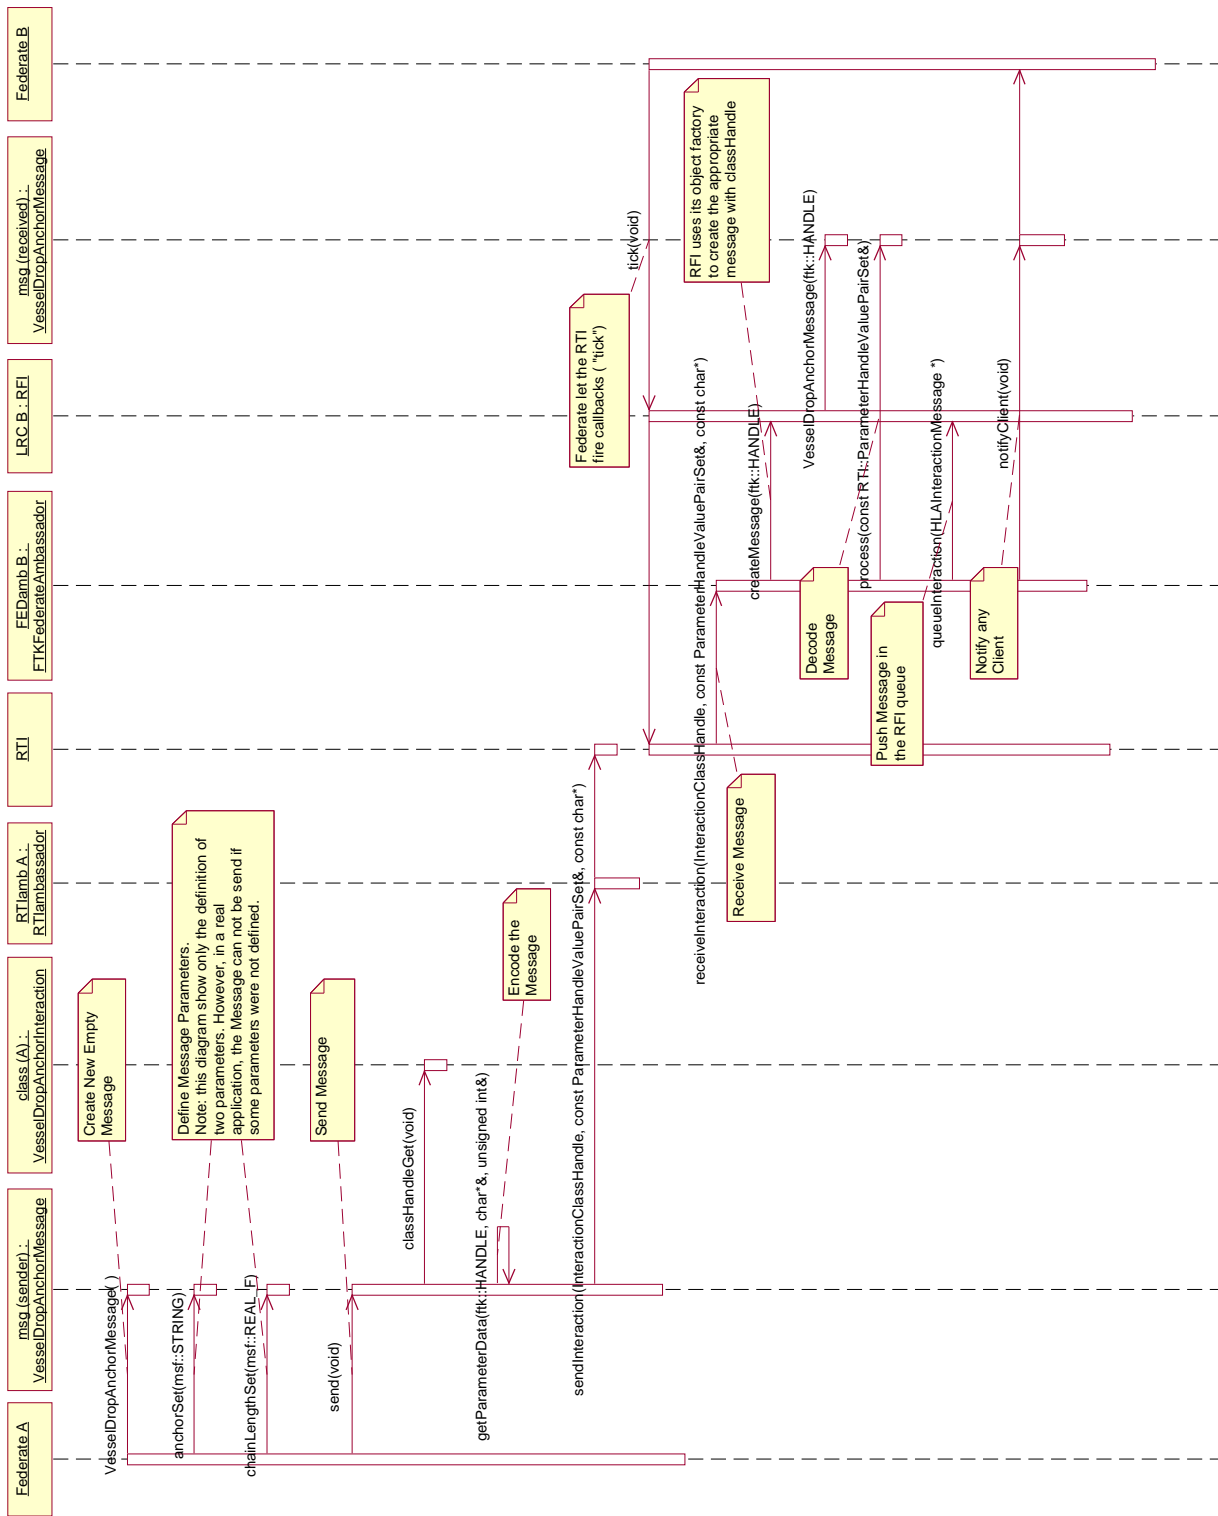 Federate A
msg (sender) :
VesselDropAnchorMessage
class (A) :
VesselDropAnchorInteraction
RTIamb A :
RTIambassador
RTI
FEDamb B :
FTKFederateAmbassador
LRC B : RFI
msg (received) :
VesselDropAnchorMessage
Federate B
Create New Empty
Message
VesselDropAnchorMessage( )
Define Message Parameters.
Note: this diagram show only the definition of
two parameters. However, in a real
application, the Message can not be send if
some parameters were not defined.
anchorSet(msf::STRING)
chainLengthSet(msf::REAL_F)
Send Message
send(void)
classHandleGet(void)
Encode the
Message
getParameterData(ftk::HANDLE, char*&, unsigned int&)
sendInteraction(InteractionClassHandle, const ParameterHandleValuePairSet&, const char*)
Federate let the RTI
fire callbacks ( "tick")
tick(void)
receiveInteraction(InteractionClassHandle, const ParameterHandleValuePairSet&, const char*)
Receive Message
RFI uses its object factory
to create the appropriate
message with classHandle
createMessage(ftk::HANDLE)
VesselDropAnchorMessage(ftk::HANDLE)
Decode
Message
process(const RTI::ParameterHandleValuePairSet&)
Push Message in
the RFI queue
queueInteraction(HLAInteractionMessage *)
Notify any
Client
notifyClient(void)